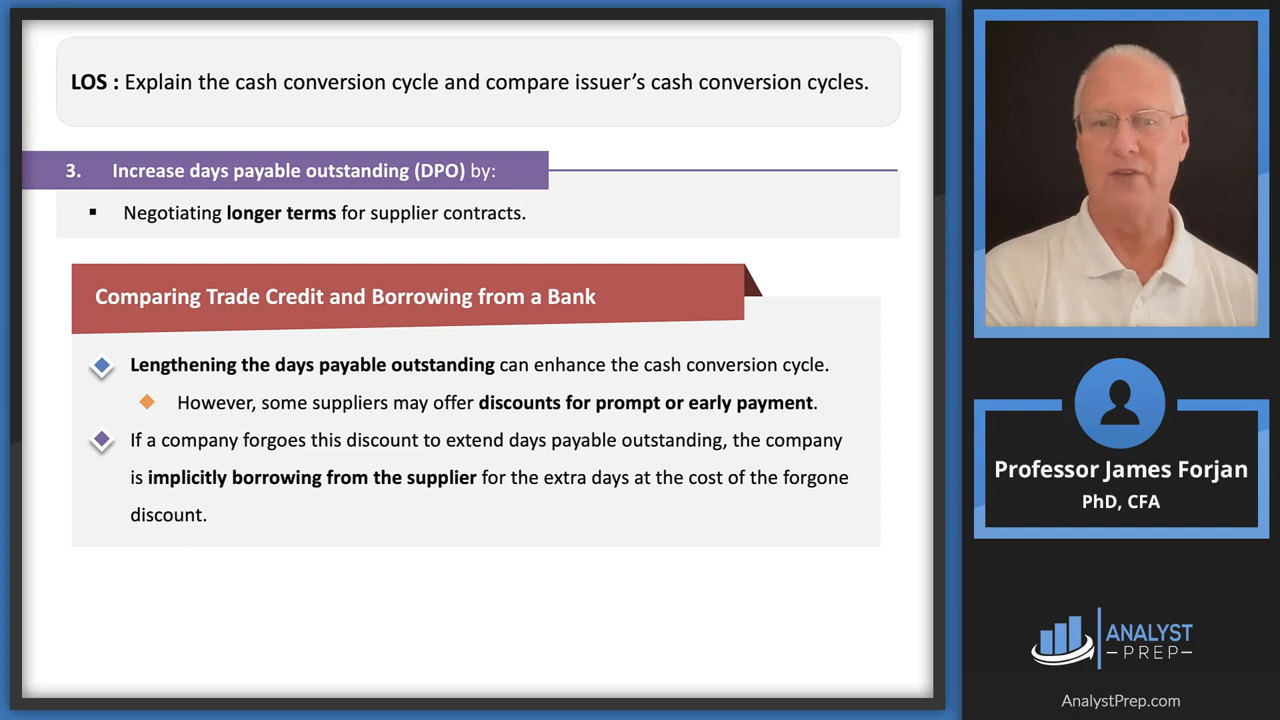 LOS : Explain the cash conversion cycle and compare issuer’s cash conversion cycles.
3. Increase days payable outstanding (DPO) by:
▪ Negotiating longer terms for supplier contracts.
Comparing Trade Credit and Borrowing from a Bank
Lengthening the days payable outstanding can enhance the cash conversion cycle.
However, some suppliers may offer discounts for prompt or early payment.
If a company forgoes this discount to extend days payable outstanding, the company
is implicitly borrowing from the supplier for the extra days at the cost of the forgone
discount.
Professor James Forjan
PhD, CFA
ANALYST
–PREP–
AnalystPrep.com